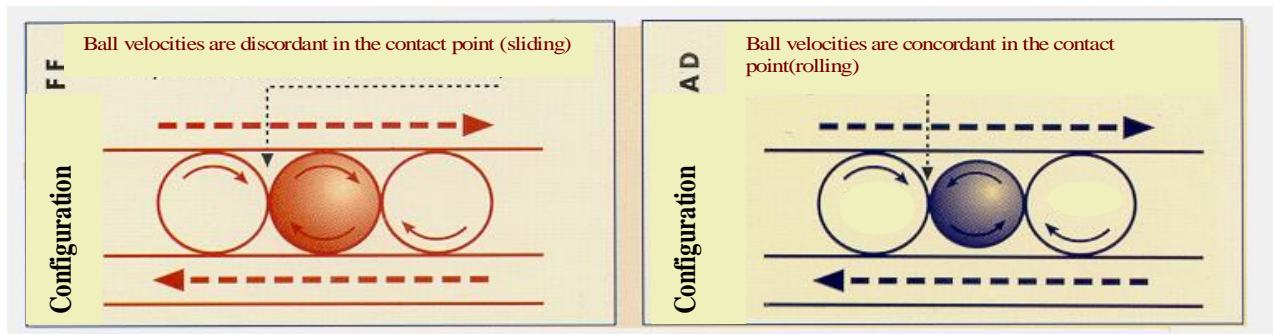 Ball velocities are discordant in the contact point (sliding)
FF
Configuration
Ball velocities are concordant in the contact
point(rolling)
AD
Configuration